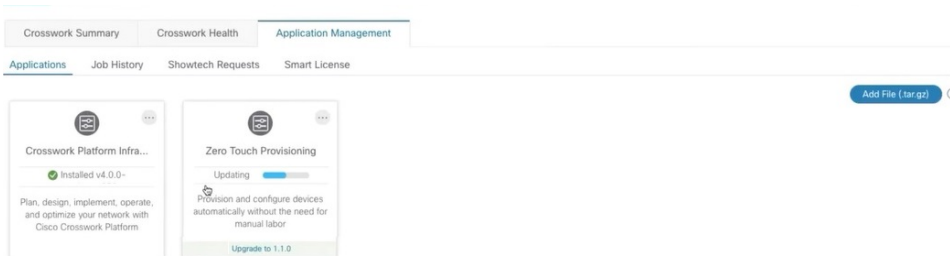 Crosswork Summary
Crosswork Health
Application Management
Applications
Job History
Showtech Requests
Smart License
Add File (.tar.gz)
Crosswork Platform Infra...
Installed v4.0.0-
Plan, design, implement, operate,
and optimize your network with
Cisco Crosswork Platform
Zero Touch Provisioning
Updating
Provision and configure devices
automatically without the need for
manual labor
Upgrade to 1.1.0